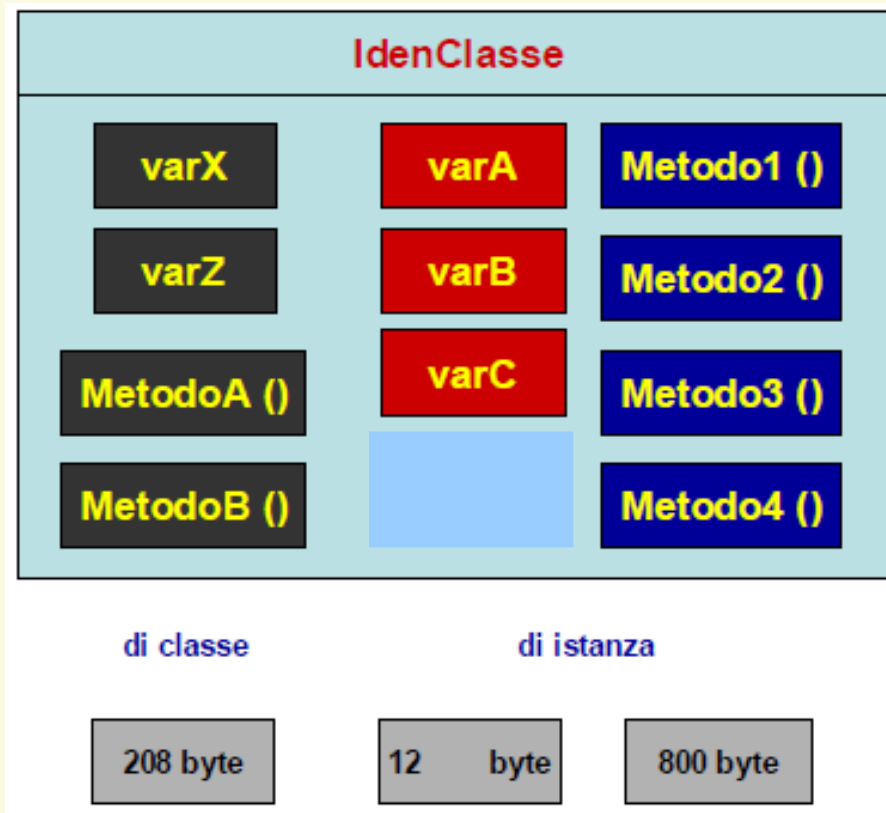 IdenClasse
varX varA Metodo1 ()
varZ varB Metodo2 ()
MetodoA () varC Metodo3 ()
MetodoB () Metodo4 ()
di classe di istanza
208 byte 12 byte 800 byte